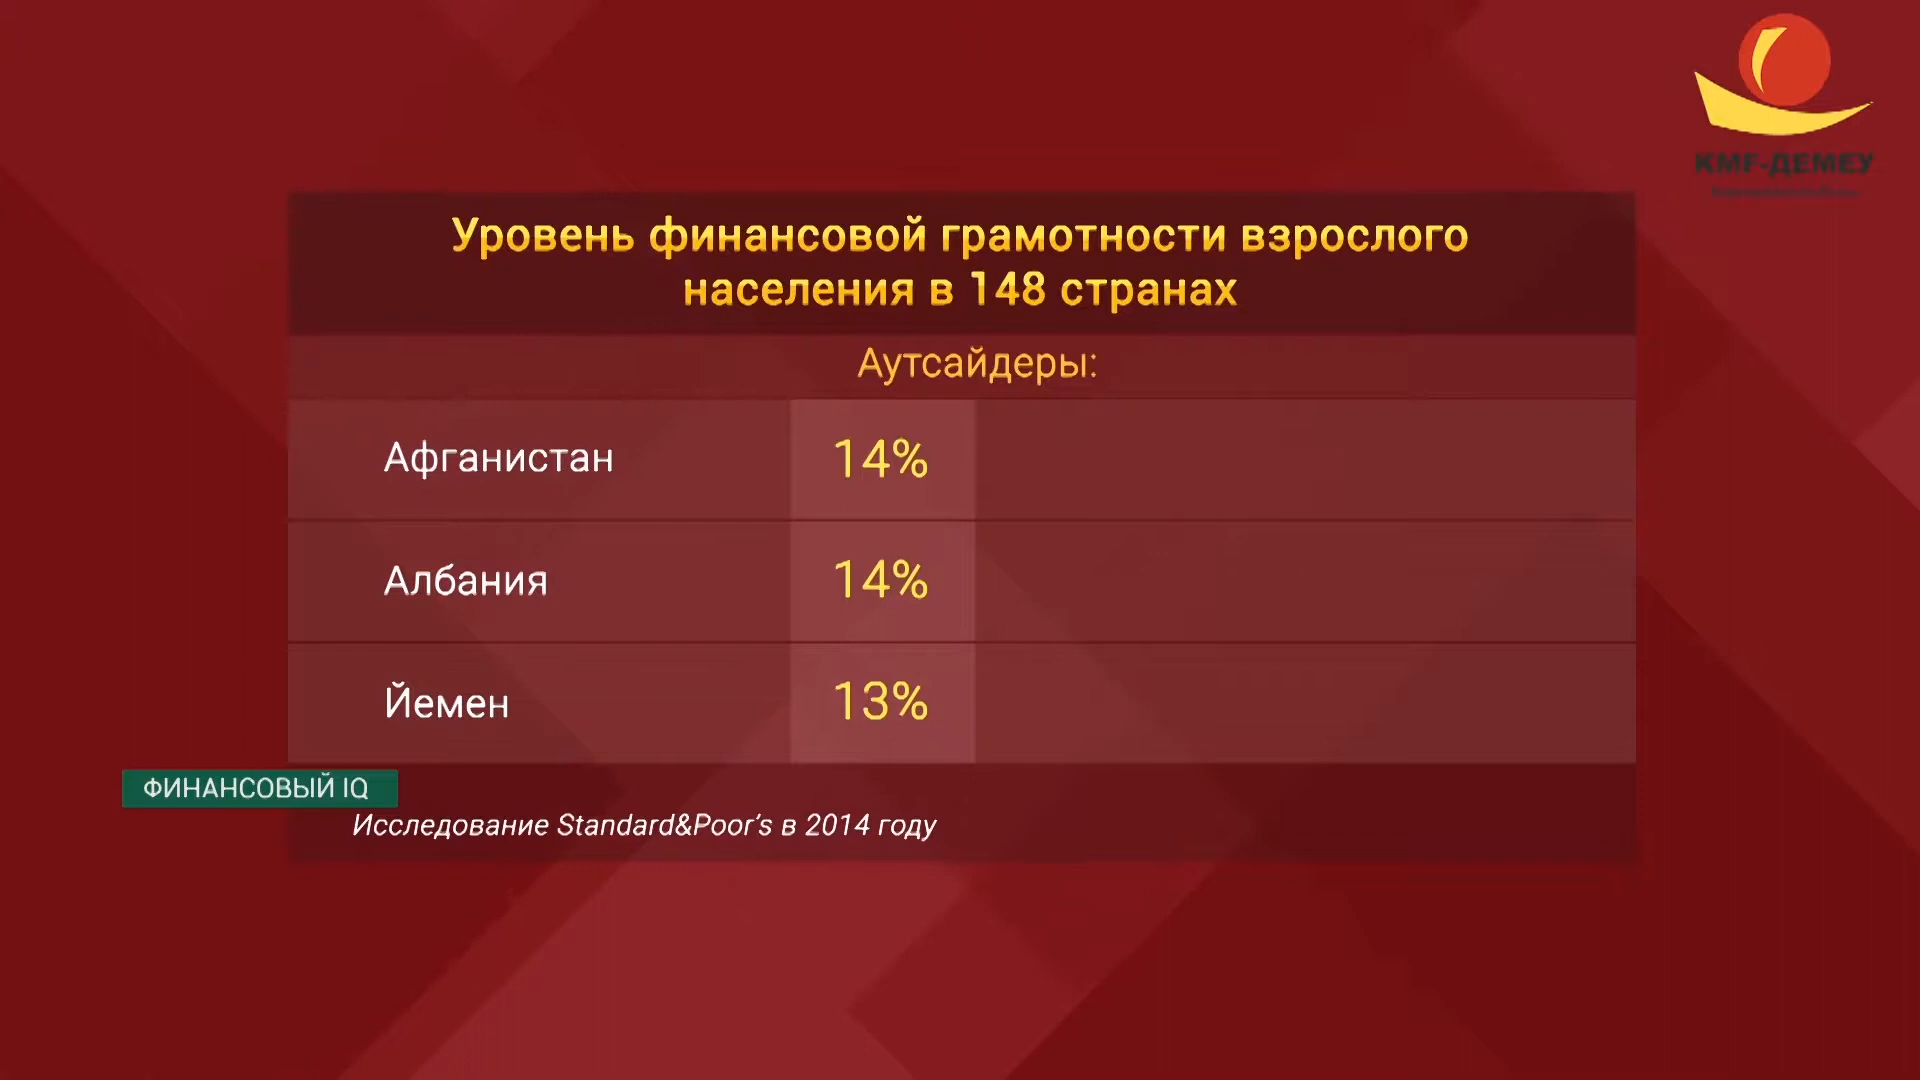 КМГ-ДЕМЕУ
Уровень финансовой грамотности взрослого
населения в 148 странах
Аутсайдеры:
Афганистан 14%
Албания 14%
Йемен 13%
ФИНАНСОВЫЙ IQ
Исследование Standard&Poor’s в 2014 году